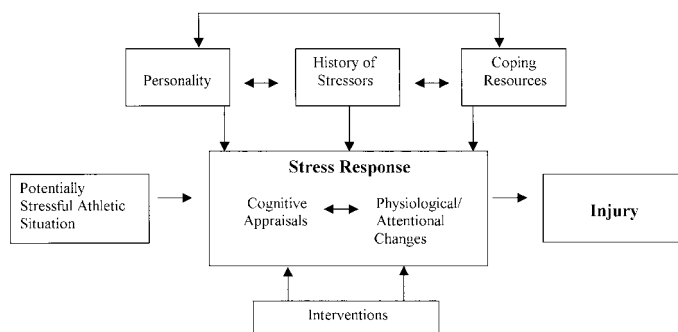 Personality
History of
Stressors
Coping
Resources
Stress Response
Potentially
Stressful Athletic
Situation
Cognitive
Appraisals
Physiological/
Attentional
Changes
Injury
Interventions